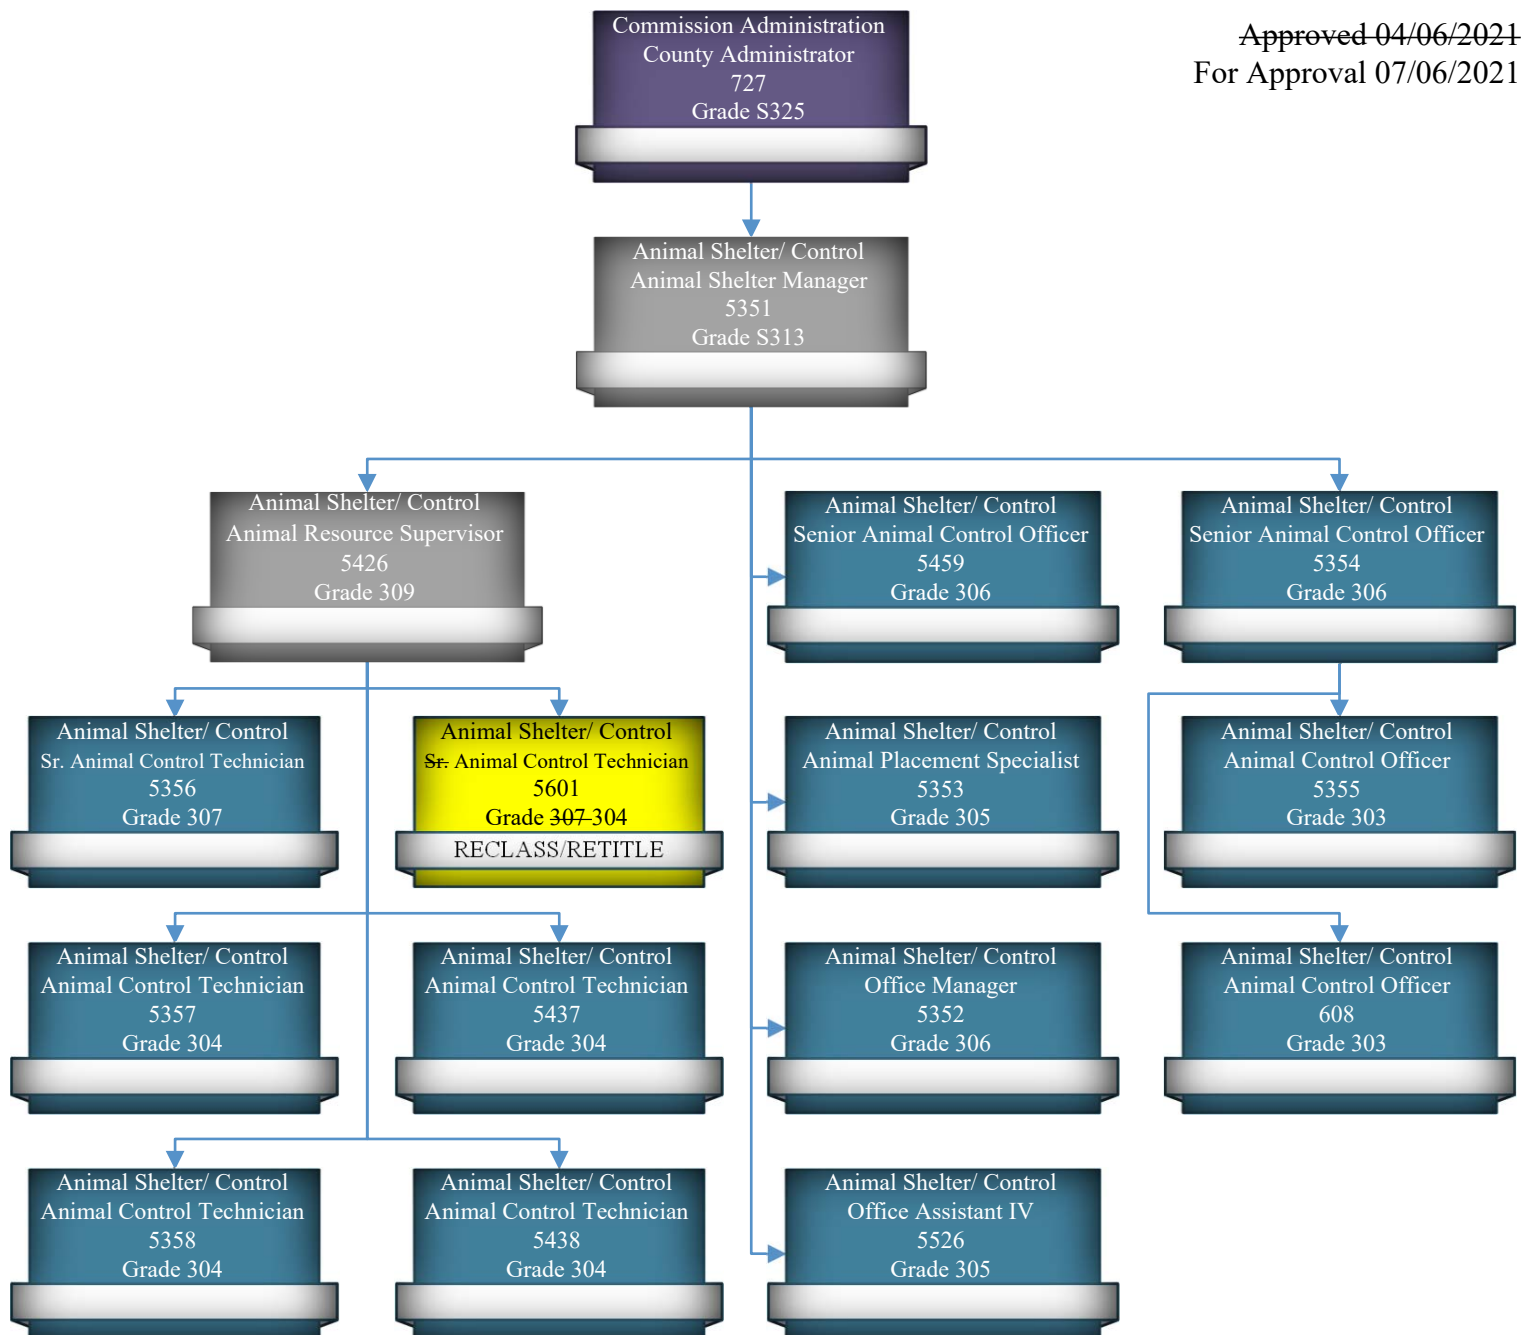 Commission Administration
County Administrator
727
Grade S325
Approved 04/06/2021
For Approval 07/06/2021
Animal Shelter/ Control
Animal Shelter Manager
5351
Grade S313
Animal Shelter/ Control
Animal Resource Supervisor
5426
Grade 309
Animal Shelter/ Control
Senior Animal Control Officer
5459
Grade 306
Animal Shelter/ Control
Senior Animal Control Officer
5354
Grade 306
Animal Shelter/ Control
Sr. Animal Control Technician
5356
Grade 307
Animal Shelter/ Control
Sr. Animal Control Technician
5601
Grade 307 304
RECLASS/RETITLE
Animal Shelter/ Control
Animal Placement Specialist
5353
Grade 305
Animal Shelter/ Control
Animal Control Officer
5355
Grade 303
Animal Shelter/ Control
Animal Control Technician
5357
Grade 304
Animal Shelter/ Control
Animal Control Technician
5437
Grade 304
Animal Shelter/ Control
Office Manager
5352
Grade 306
Animal Shelter/ Control
Animal Control Officer
608
Grade 303
Animal Shelter/ Control
Animal Control Technician
5358
Grade 304
Animal Shelter/ Control
Animal Control Technician
5438
Grade 304
Animal Shelter/ Control
Office Assistant IV
5526
Grade 305